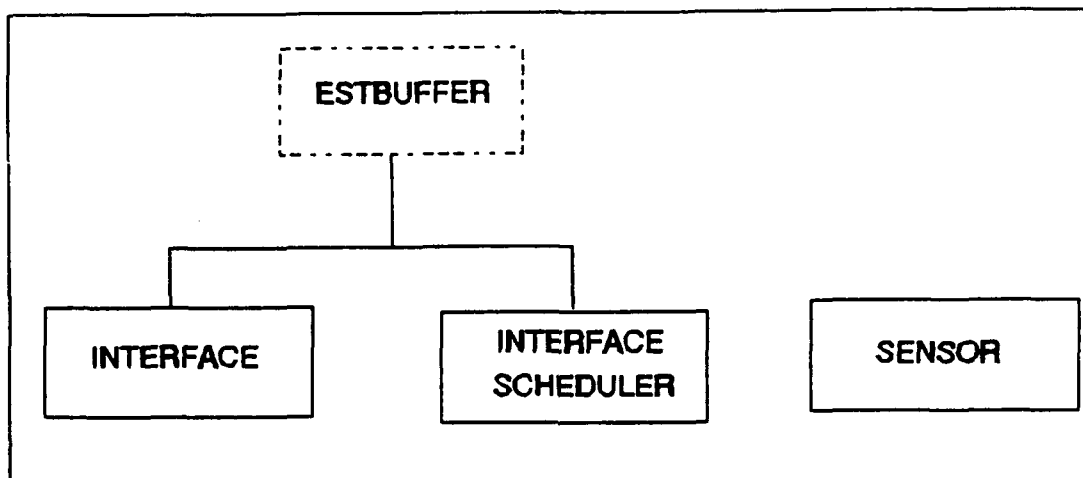 ESTBUFFER
INTERFACE
INTERFACE
SCHEDULER
SENSOR